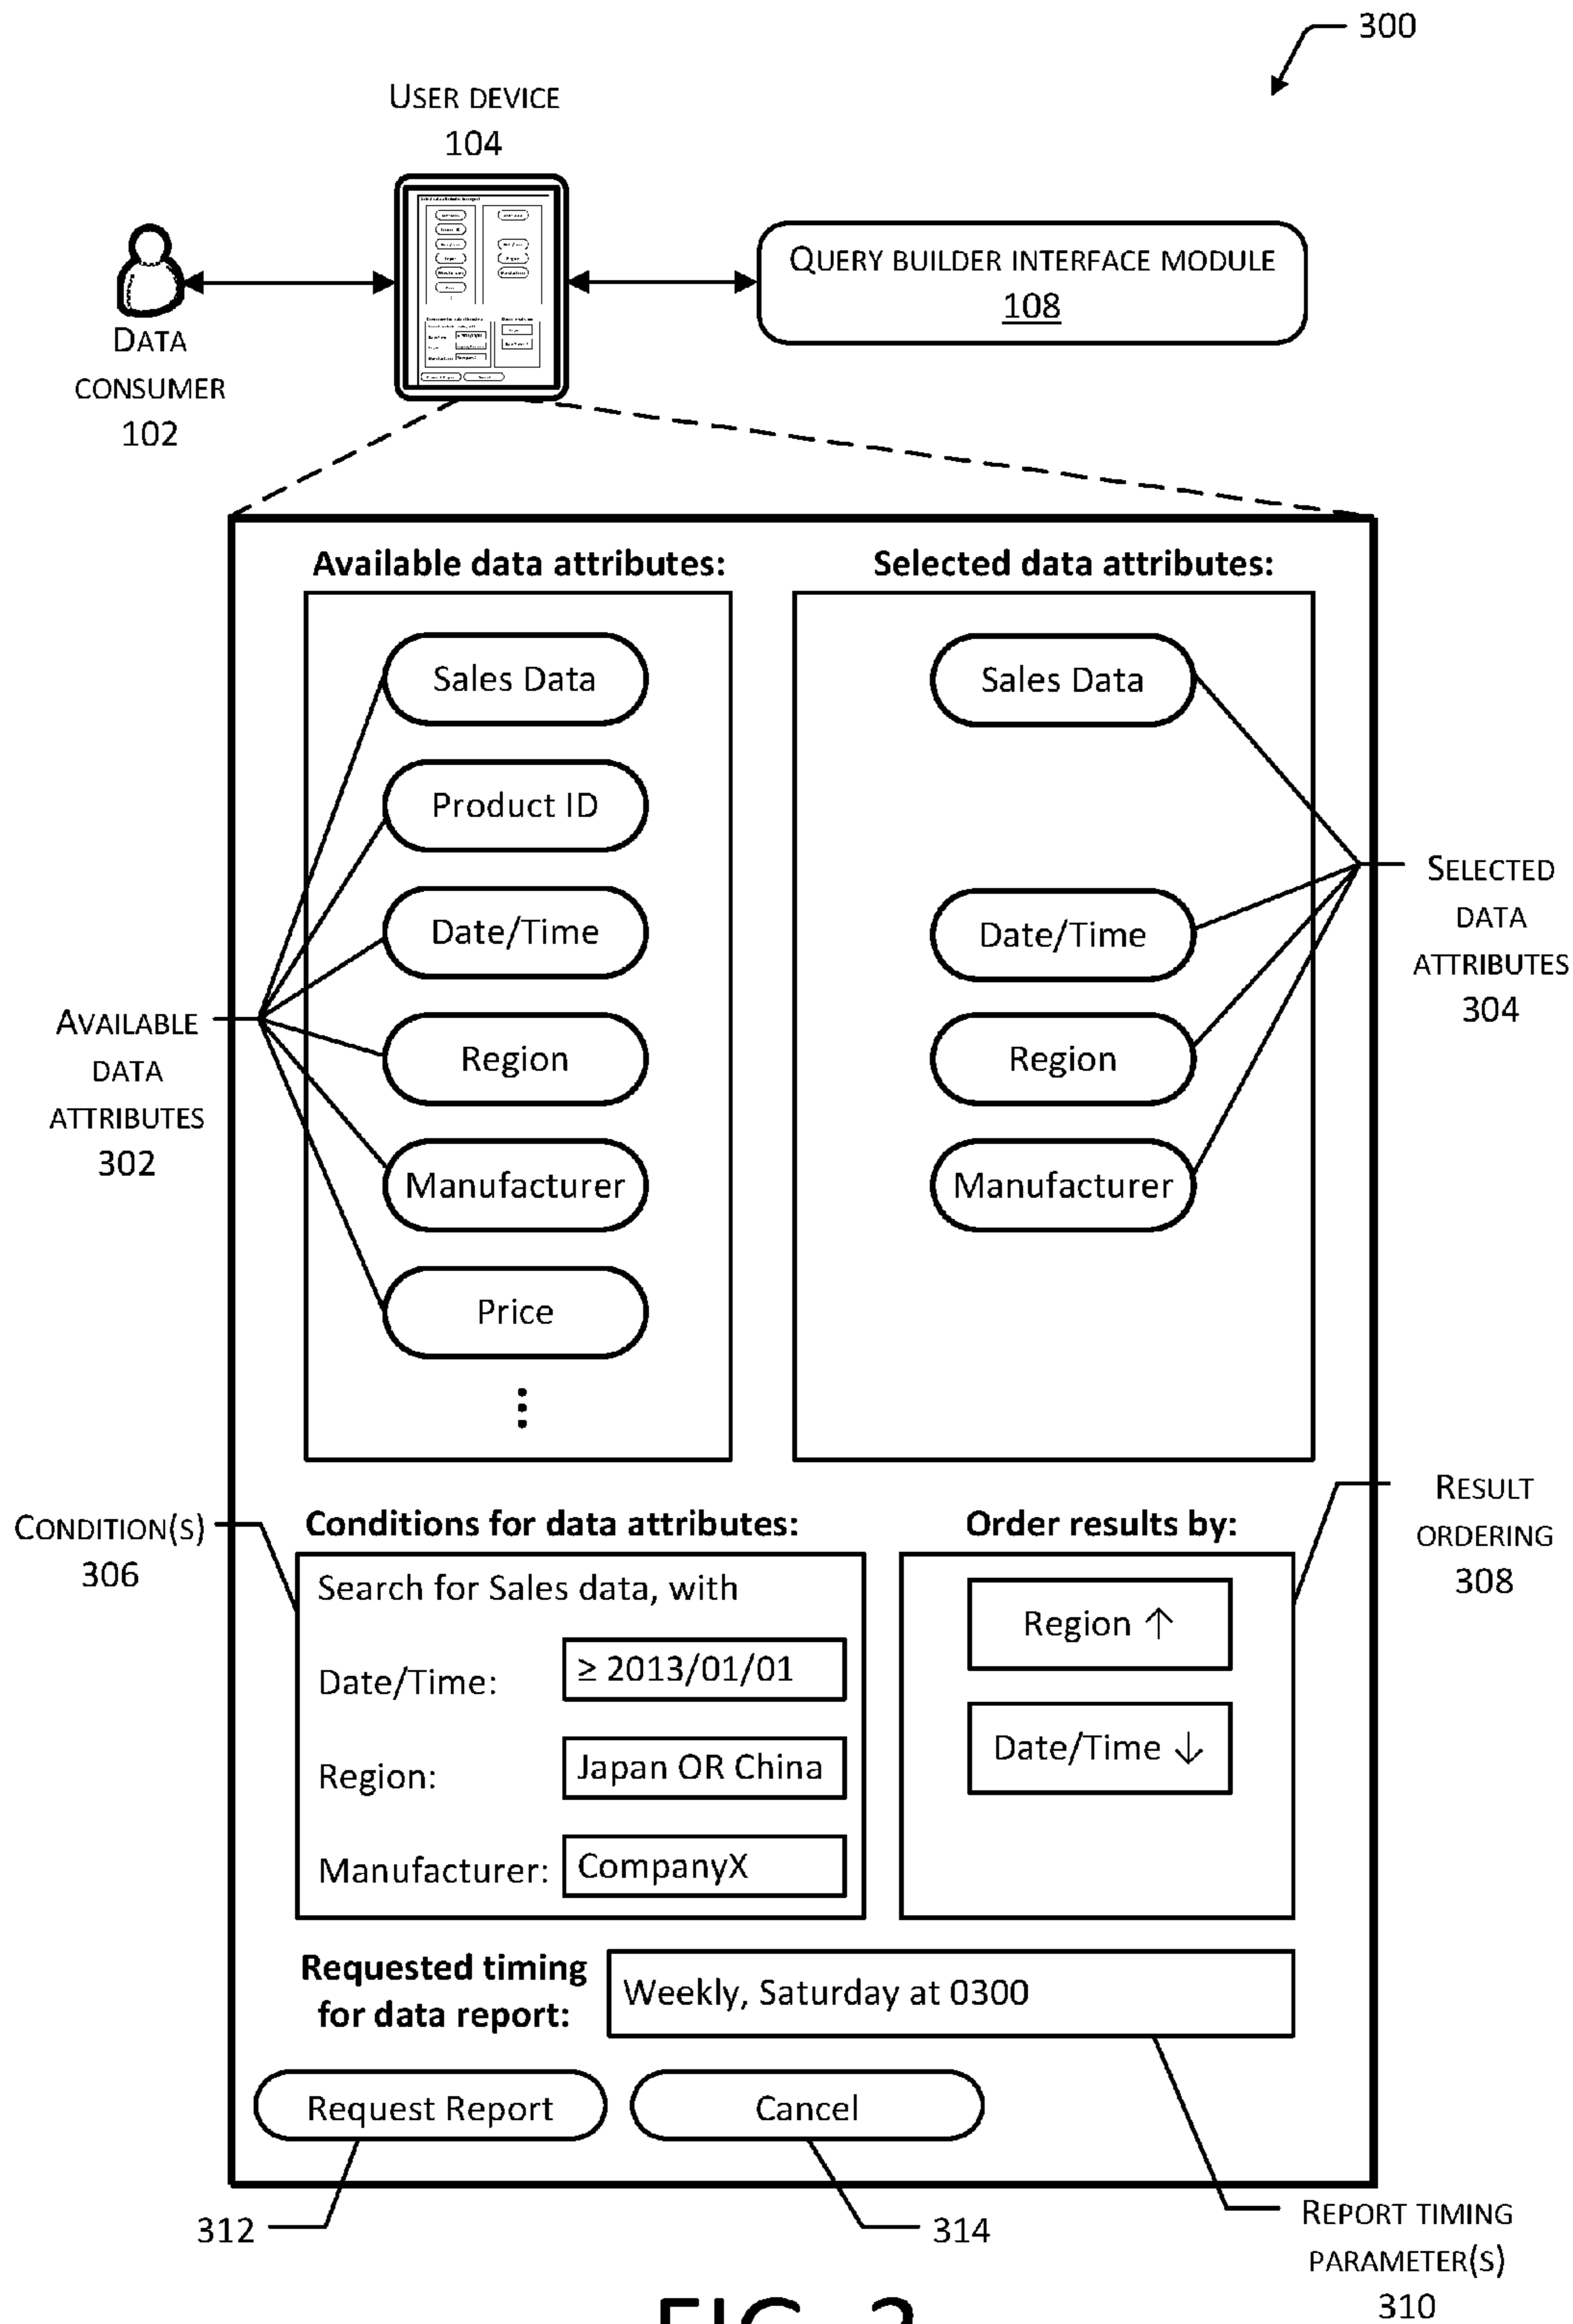 300
USER DEVICE
104
QUERY BUILDER INTERFACE MODULE
108
DATA
CONSUMER
102
Available data attributes:
Selected data attributes:
Sales Data
Product ID
Date/Time
Region
Manufacturer
Price
Sales Data
Date/Time
Region
Manufacturer
AVAILABLE
DATA
ATTRIBUTES
302
SELECTED
DATA
ATTRIBUTES
304
CONDITION(S)
306
Conditions for data attributes:
Search for Sales data, with
Date/Time: ≥ 2013/01/01
Region: Japan OR China
Manufacturer: CompanyX
Order results by:
Region ↑
Date/Time ↓
RESULT
ORDERING
308
Requested timing
for data report:
Weekly, Saturday at 0300
Request Report
Cancel
312
314
REPORT TIMING
PARAMETER(S)
310